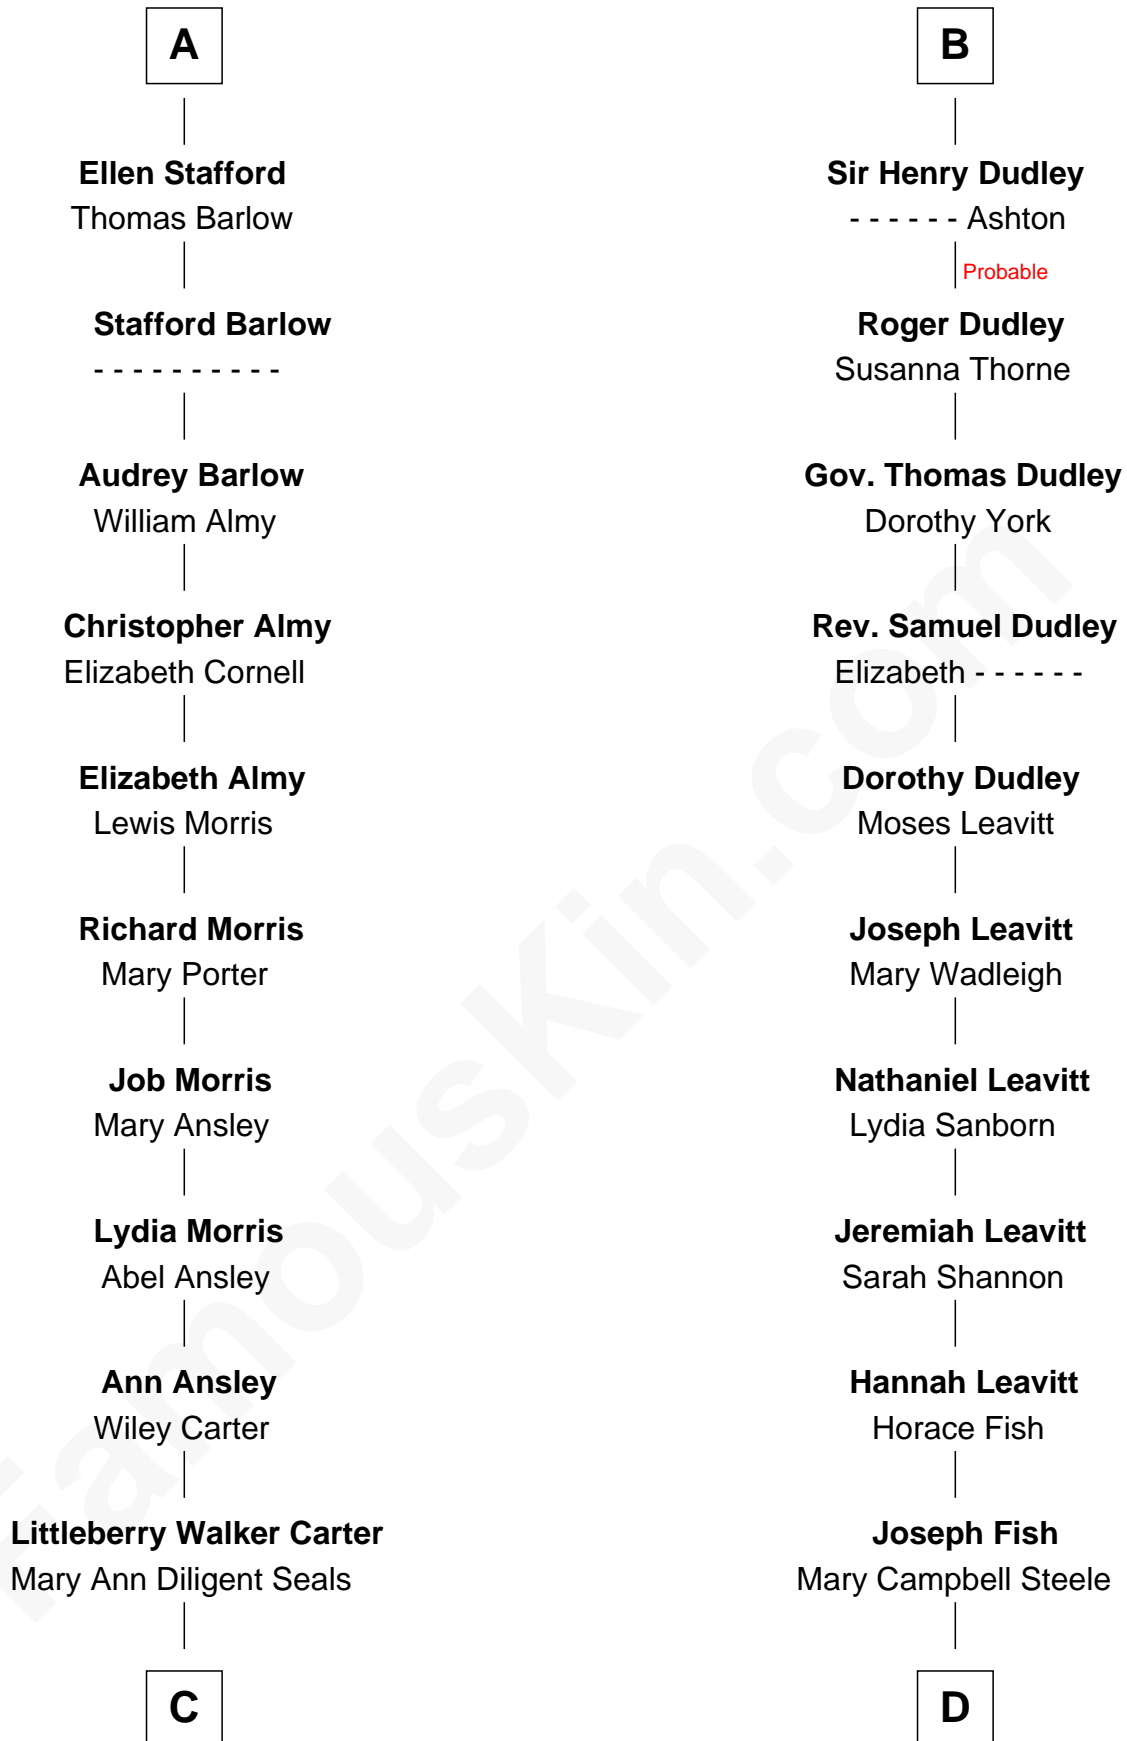 A
Ellen Stafford
Thomas Barlow
Stafford Barlow
- - - - - - - - - -
Audrey Barlow
William Almy
Christopher Almy
Elizabeth Cornell
Elizabeth Almy
Lewis Morris
Richard Morris
Mary Porter
Job Morris
Mary Ansley
Lydia Morris
Abel Ansley
Ann Ansley
Wiley Carter
Littleberry Walker Carter
Mary Ann Diligent Seals
C
B
Sir Henry Dudley
- - - - - - Ashton
Probable
Roger Dudley
Susanna Thorne
Gov. Thomas Dudley
Dorothy York
Rev. Samuel Dudley
Elizabeth - - - - - -
Dorothy Dudley
Moses Leavitt
Joseph Leavitt
Mary Wadleigh
Nathaniel Leavitt
Lydia Sanborn
Jeremiah Leavitt
Sarah Shannon
Hannah Leavitt
Horace Fish
Joseph Fish
Mary Campbell Steele
D
FamousKin.com